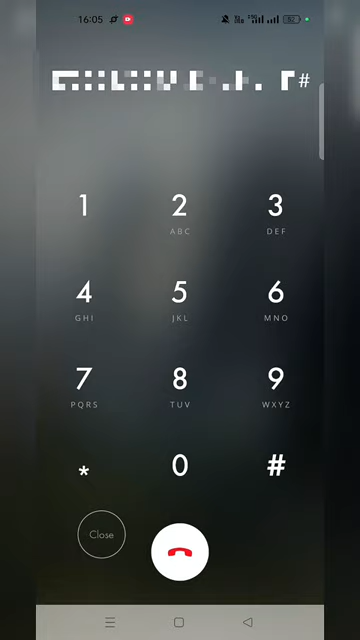 16:05
#
1 2 3
ABC DEF
4 5 6
GHI JKL MNO
7 8 9
PQRS TUV WXYZ
* 0 #
Close